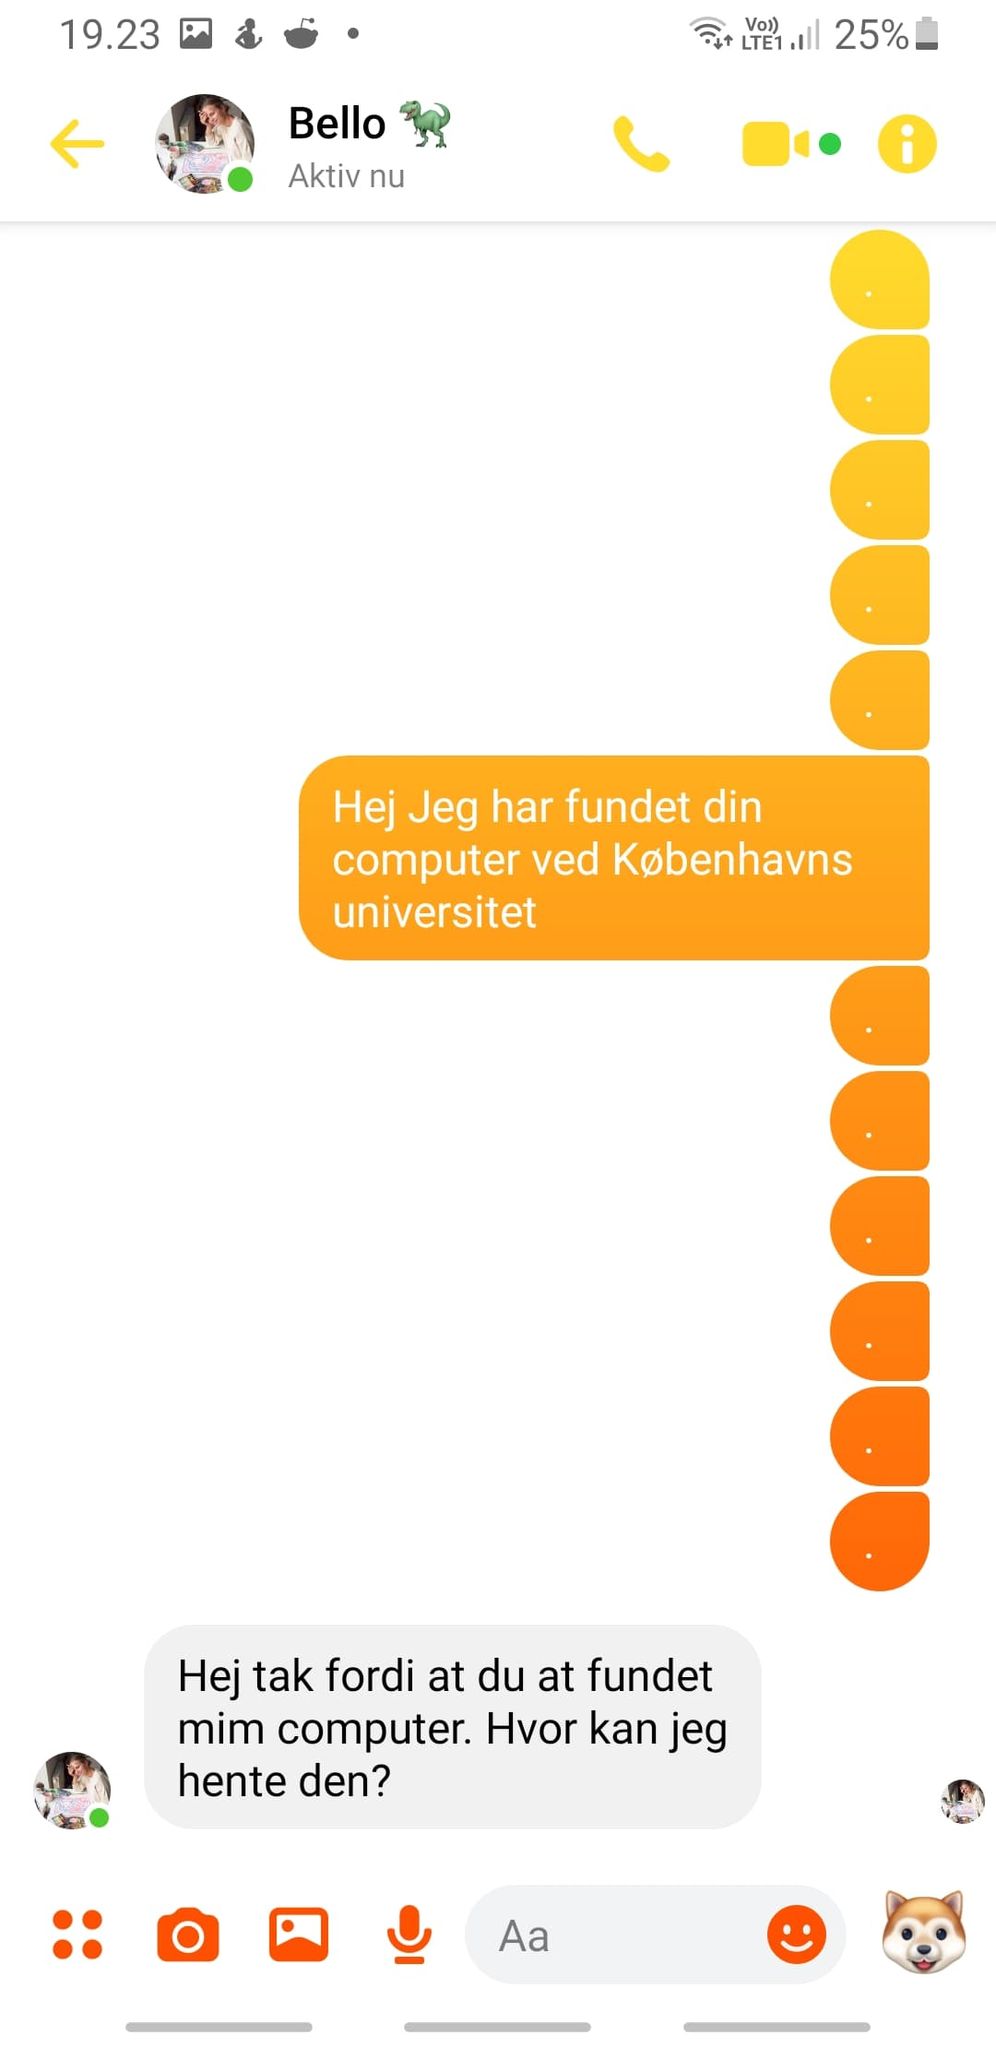 19.23
Vo))
LTE1
25%
Bello
Aktiv nu
.
.
.
.
.
Hej Jeg har fundet din
computer ved Københavns
universitet
.
.
.
.
.
.
Hej tak fordi at du at fundet
mim computer. Hvor kan jeg
hente den?
Aa